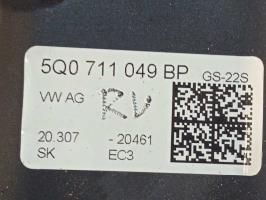 5Q0 711 049 BP GS-22S
VW AG RV
20.307 - 20461
SK EC3